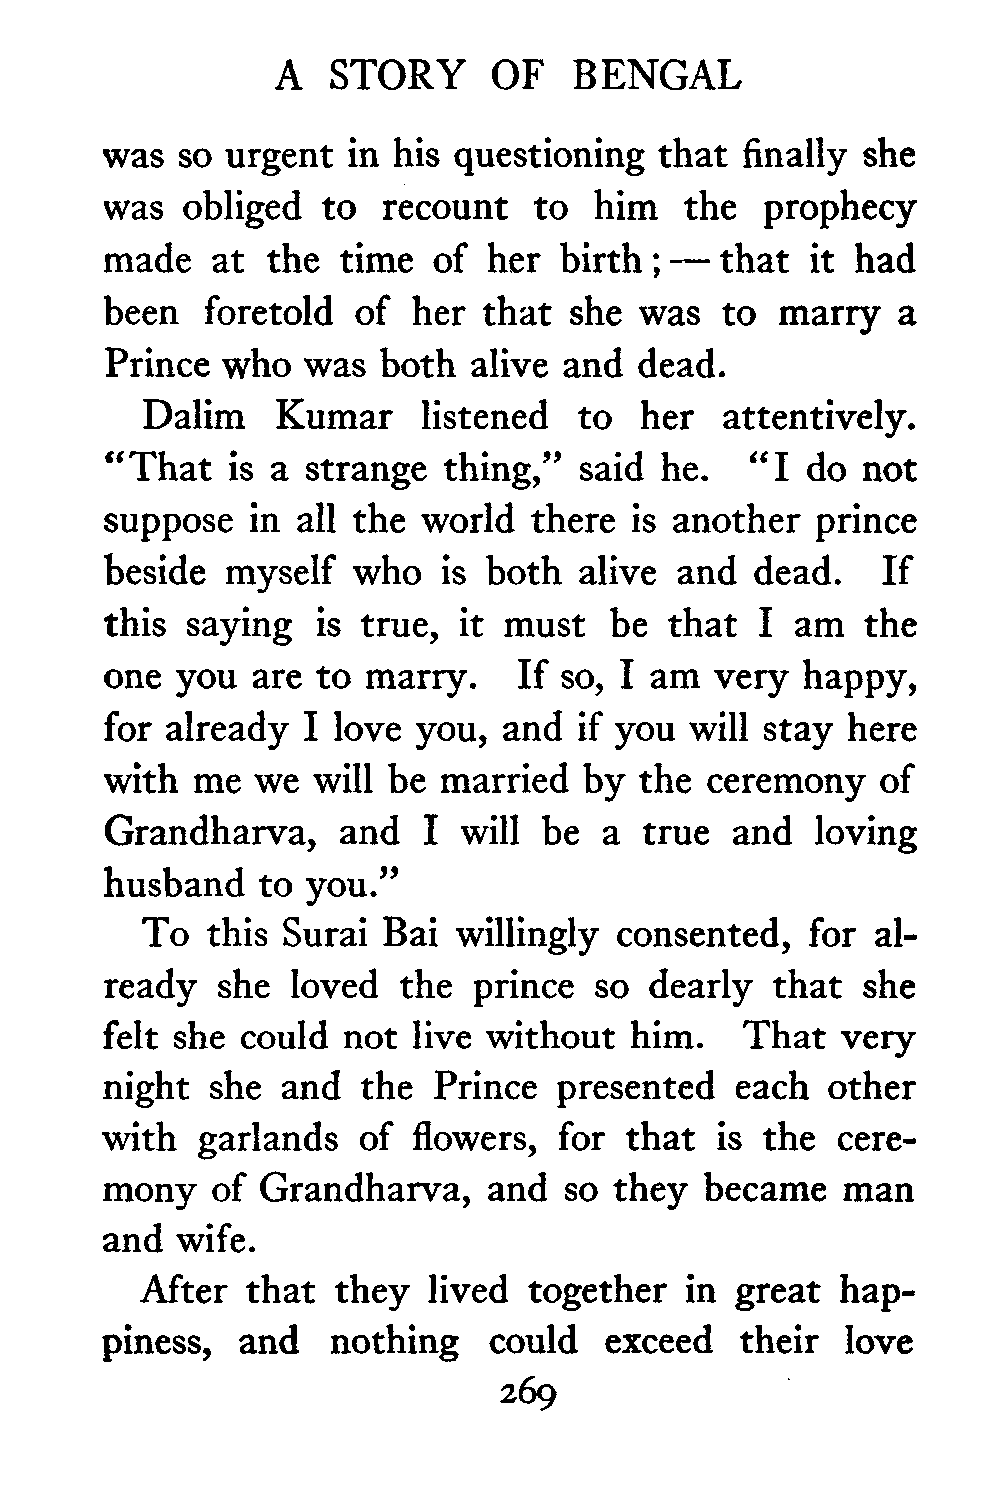 A STORY OF BENGAL
was so urgent in his questioning that finally she
was obliged to recount to him the prophecy
made at the time of her birth; — that it had
been foretold of her that she was to marry a
Prince who was both alive and dead.
Dalim Kumar listened to her attentively.
“That is a strange thing,” said he. “I do not
suppose in all the world there is another prince
beside myself who is both alive and dead. If
this saying is true, it must be that I am the
one you are to marry. If so, I am very happy,
for already I love you, and if you will stay here
with me we will be married by the ceremony of
Grandharva, and I will be a true and loving
husband to you.”
To this Surai Bai willingly consented, for al-
ready she loved the prince so dearly that she
felt she could not live without him. That very
night she and the Prince presented each other
with garlands of flowers, for that is the cere-
mony of Grandharva, and so they became man
and wife.
After that they lived together in great hap-
piness, and nothing could exceed their love
269